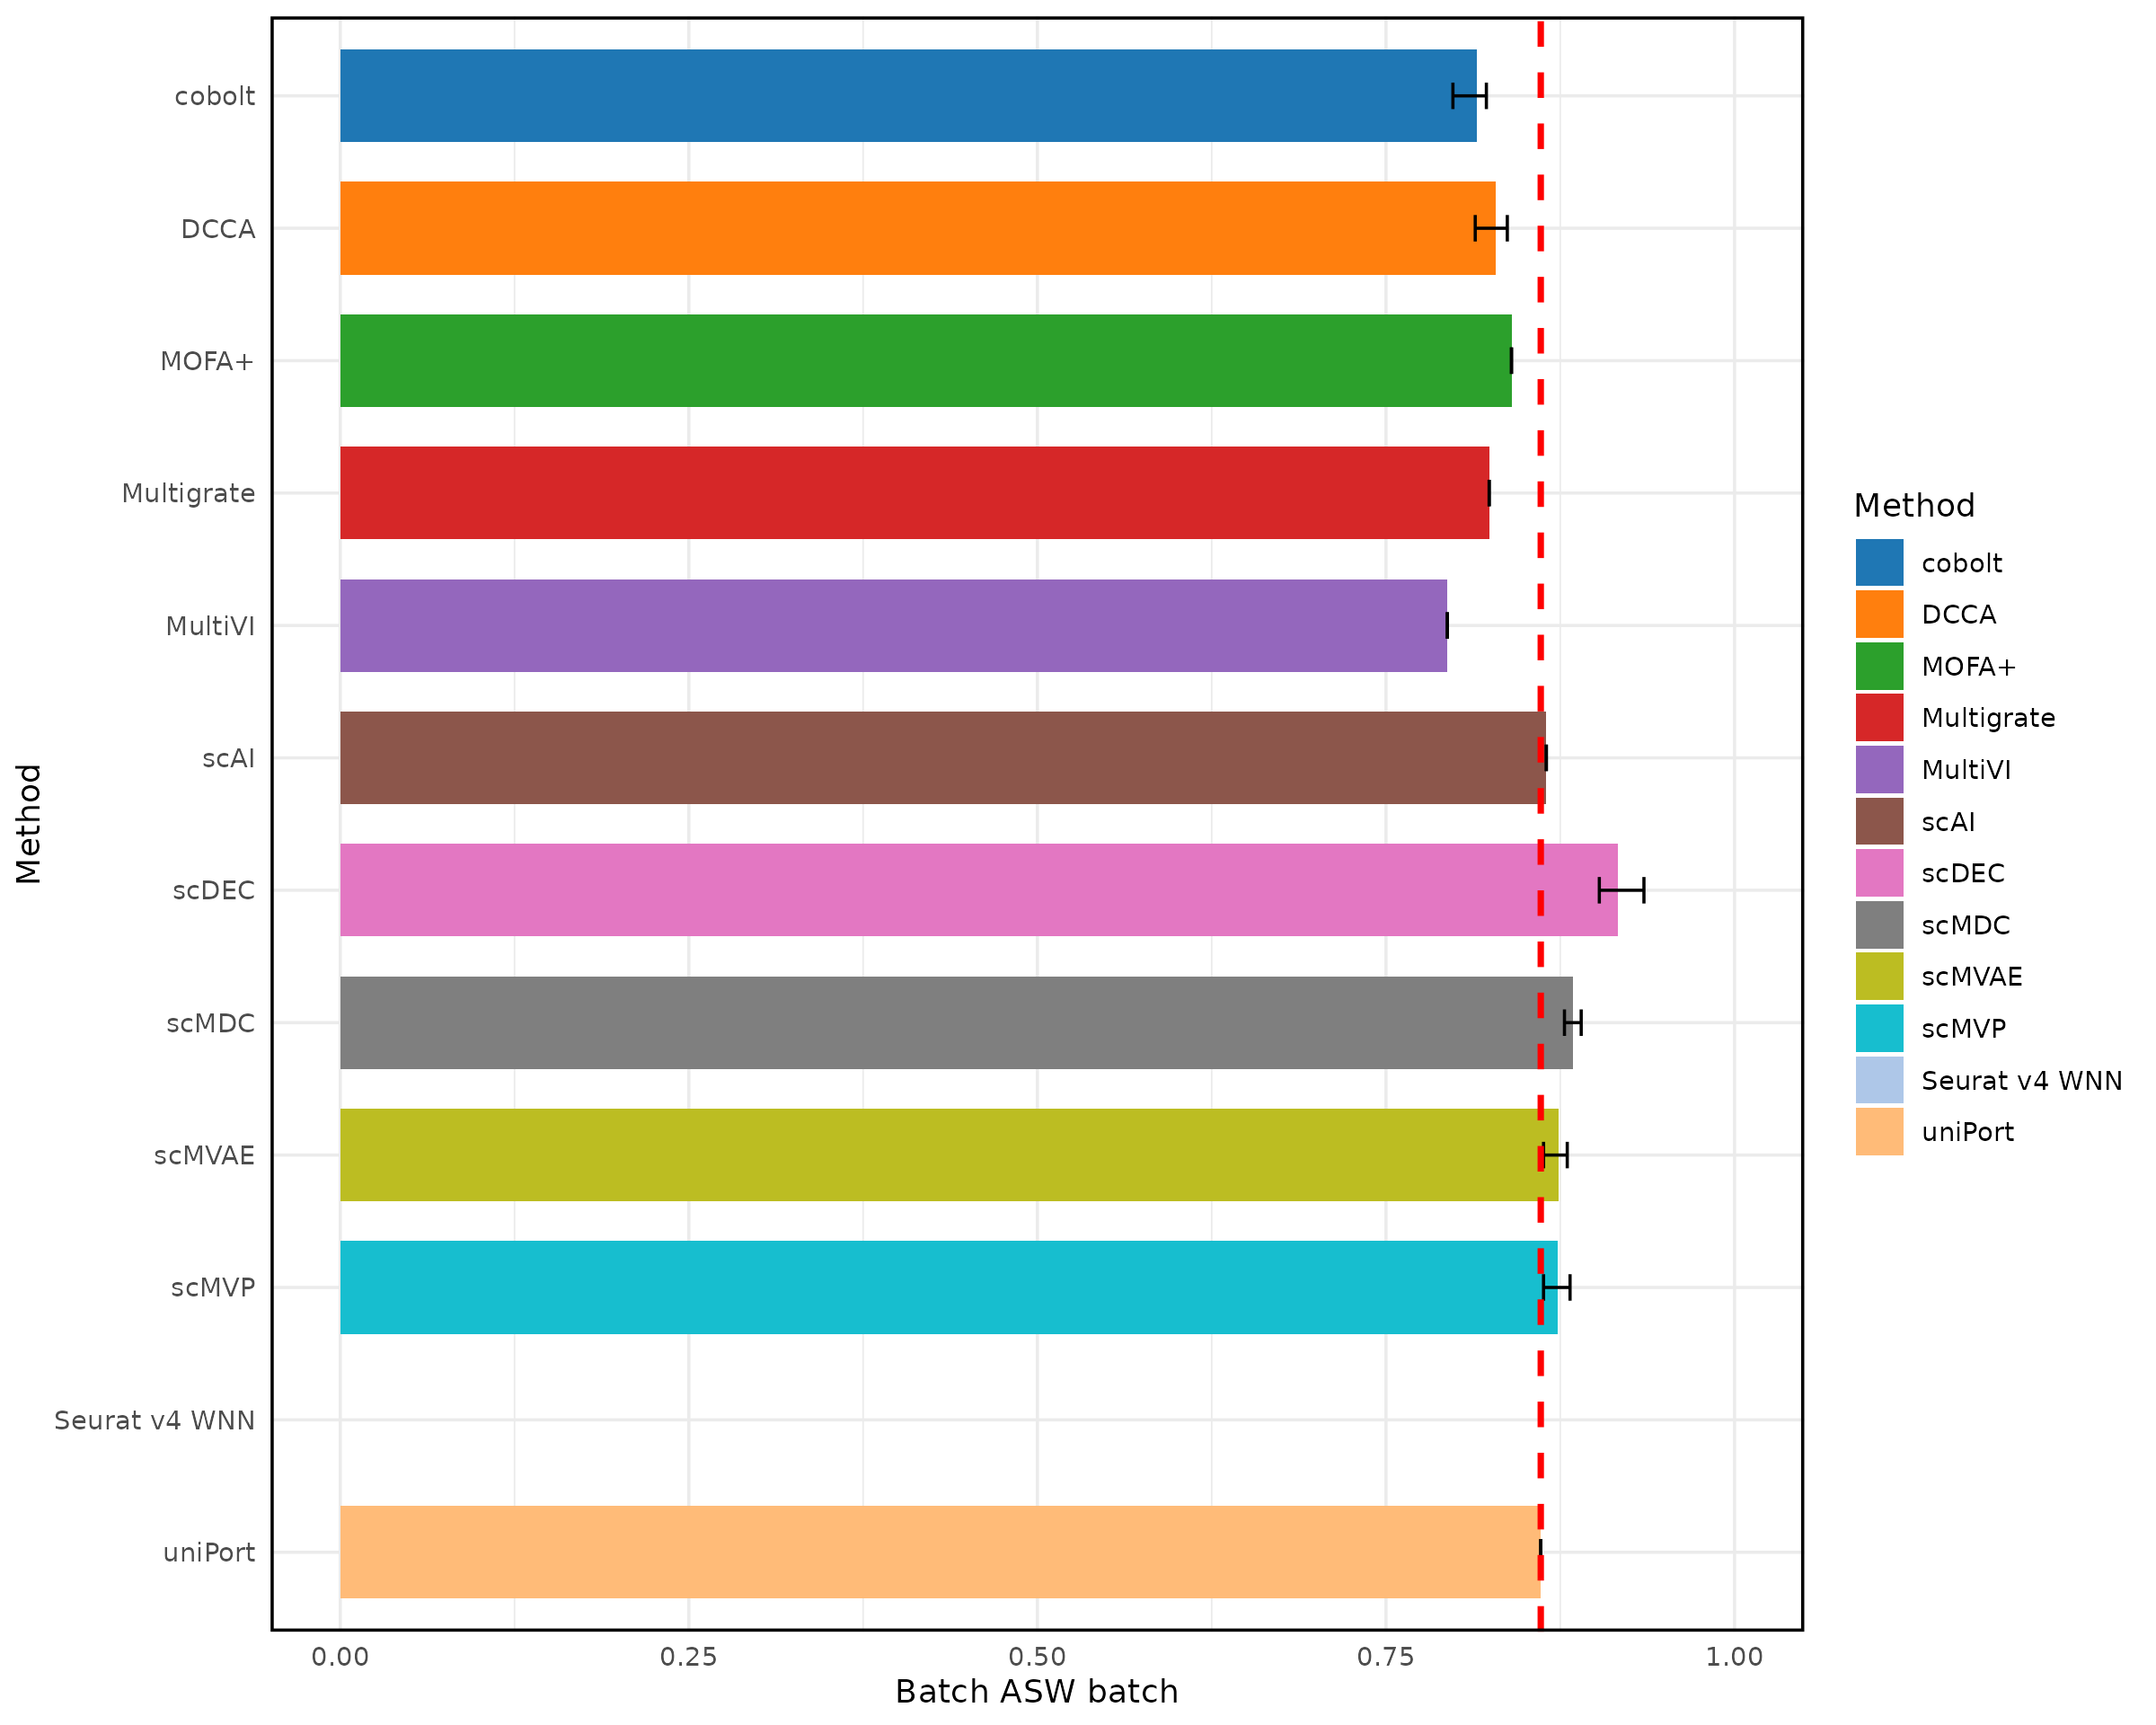 cobolt
DCCA
MOFA+
Multigrate
MultiVI
scAI
scDEC
scMDC
scMVAE
scMVP
Seurat v4 WNN
uniPort
Method
0.00 0.25 0.50 0.75 1.00
Batch ASW batch
Method
cobolt
DCCA
MOFA+
Multigrate
MultiVI
scAI
scDEC
scMDC
scMVAE
scMVP
Seurat v4 WNN
uniPort